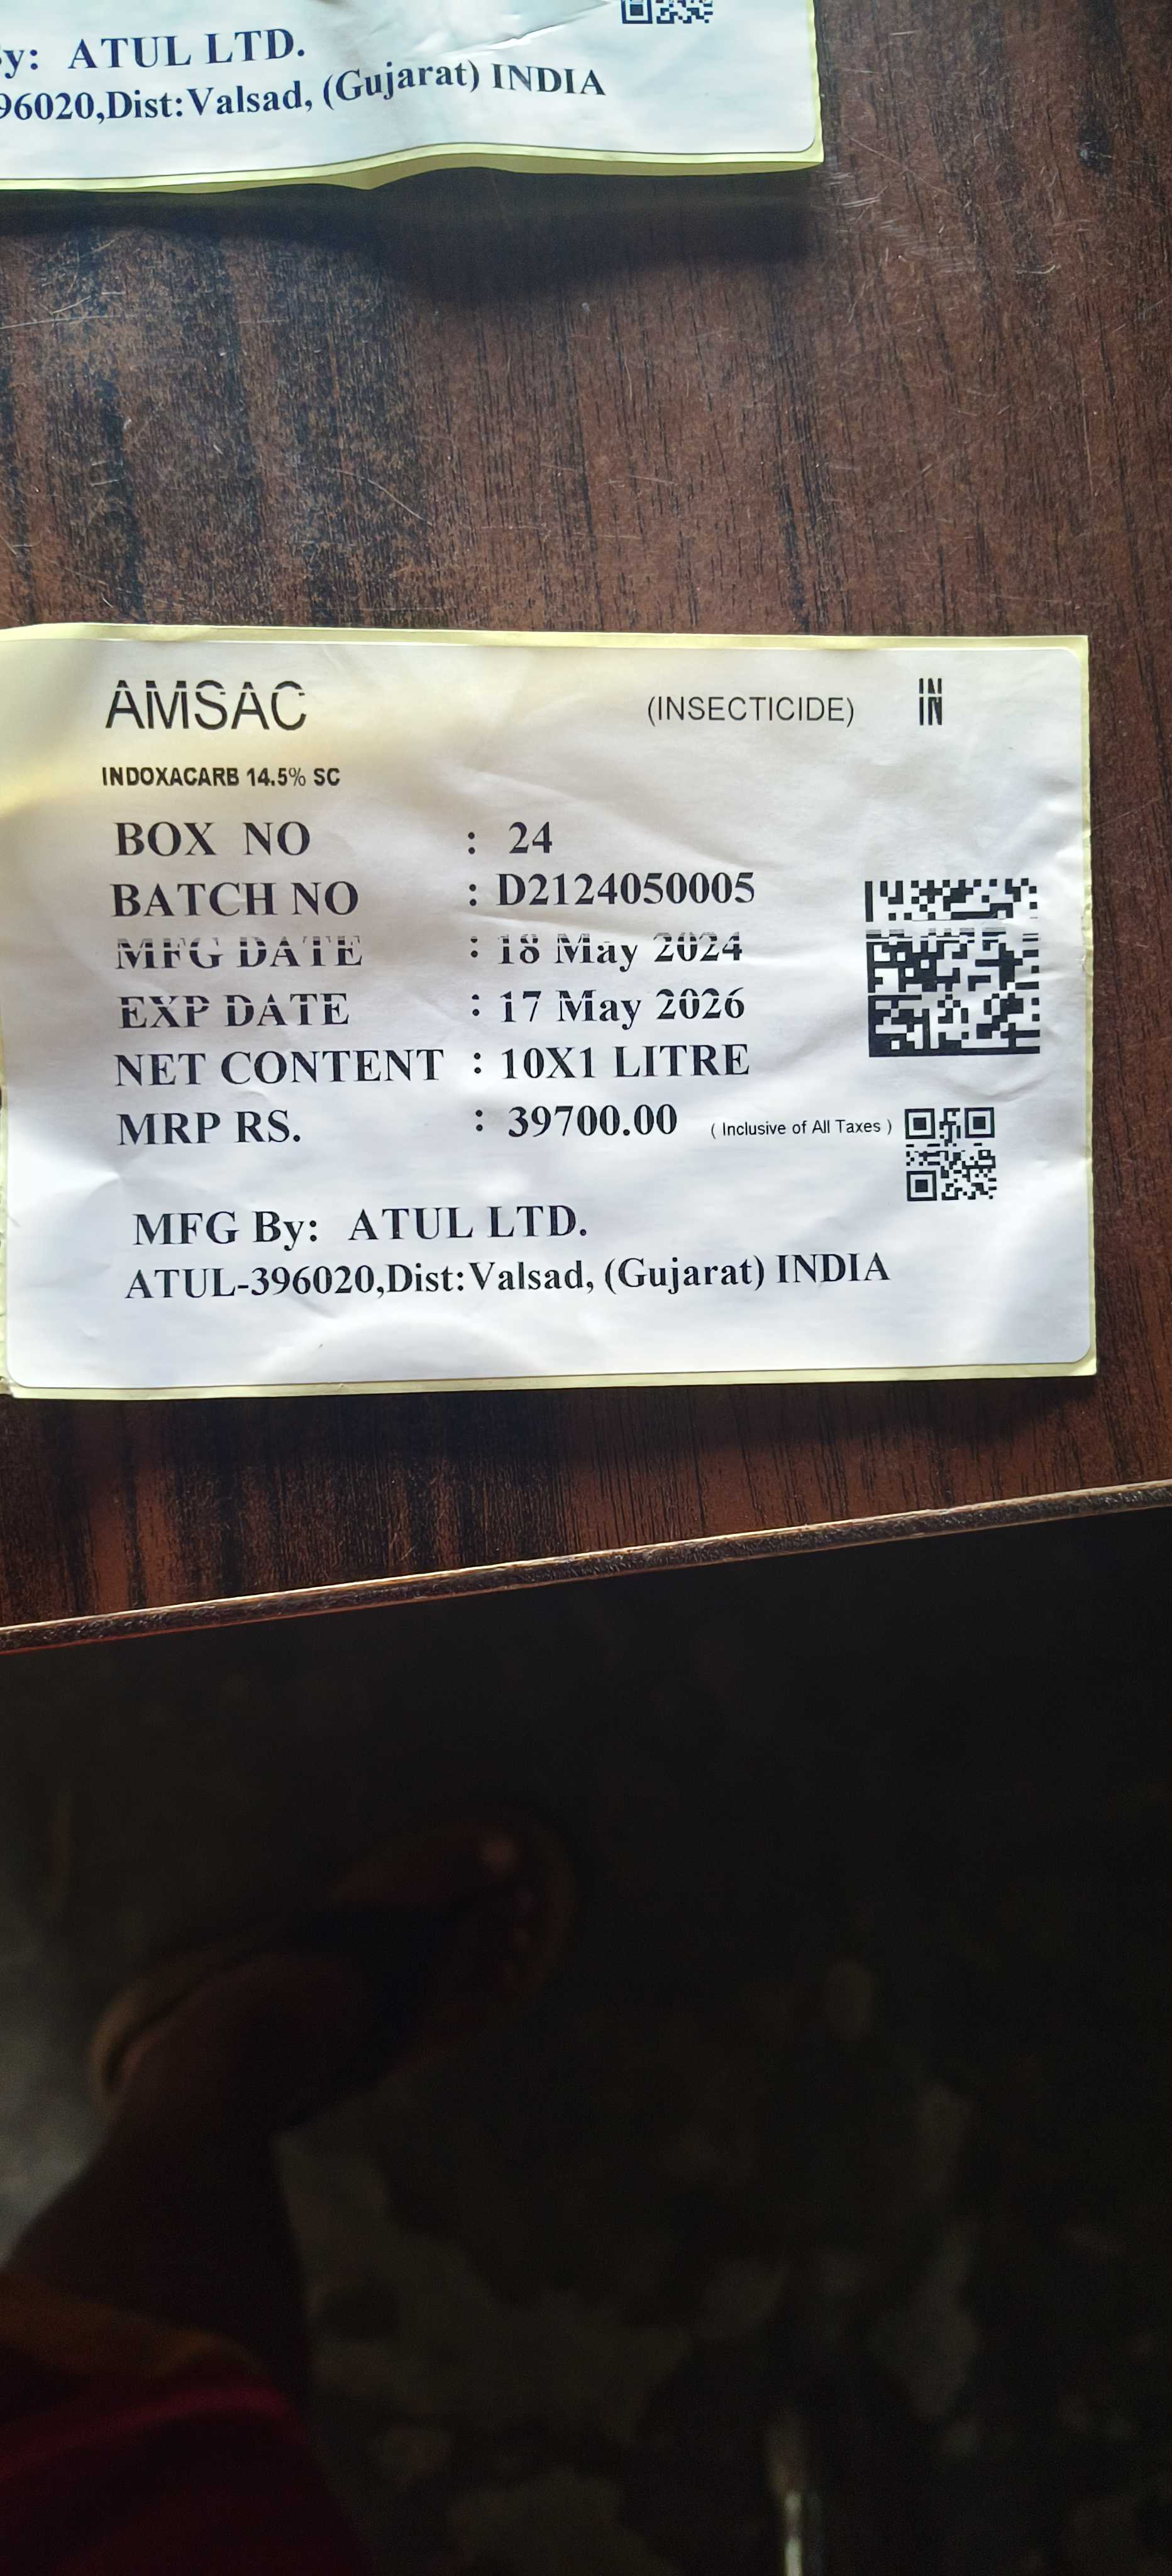 By: ATUL LTD.
96020,Dist:Valsad, (Gujarat) INDIA
AMSAC (INSECTICIDE) IN
INDOXACARB 14.5% SC
BOX NO : 24
BATCH NO : D2124050005
MFG DATE : 18 May 2024
EXP DATE : 17 May 2026
NET CONTENT : 10X1 LITRE
MRP RS. : 39700.00 ( Inclusive of All Taxes )
MFG By: ATUL LTD.
ATUL-396020,Dist:Valsad, (Gujarat) INDIA